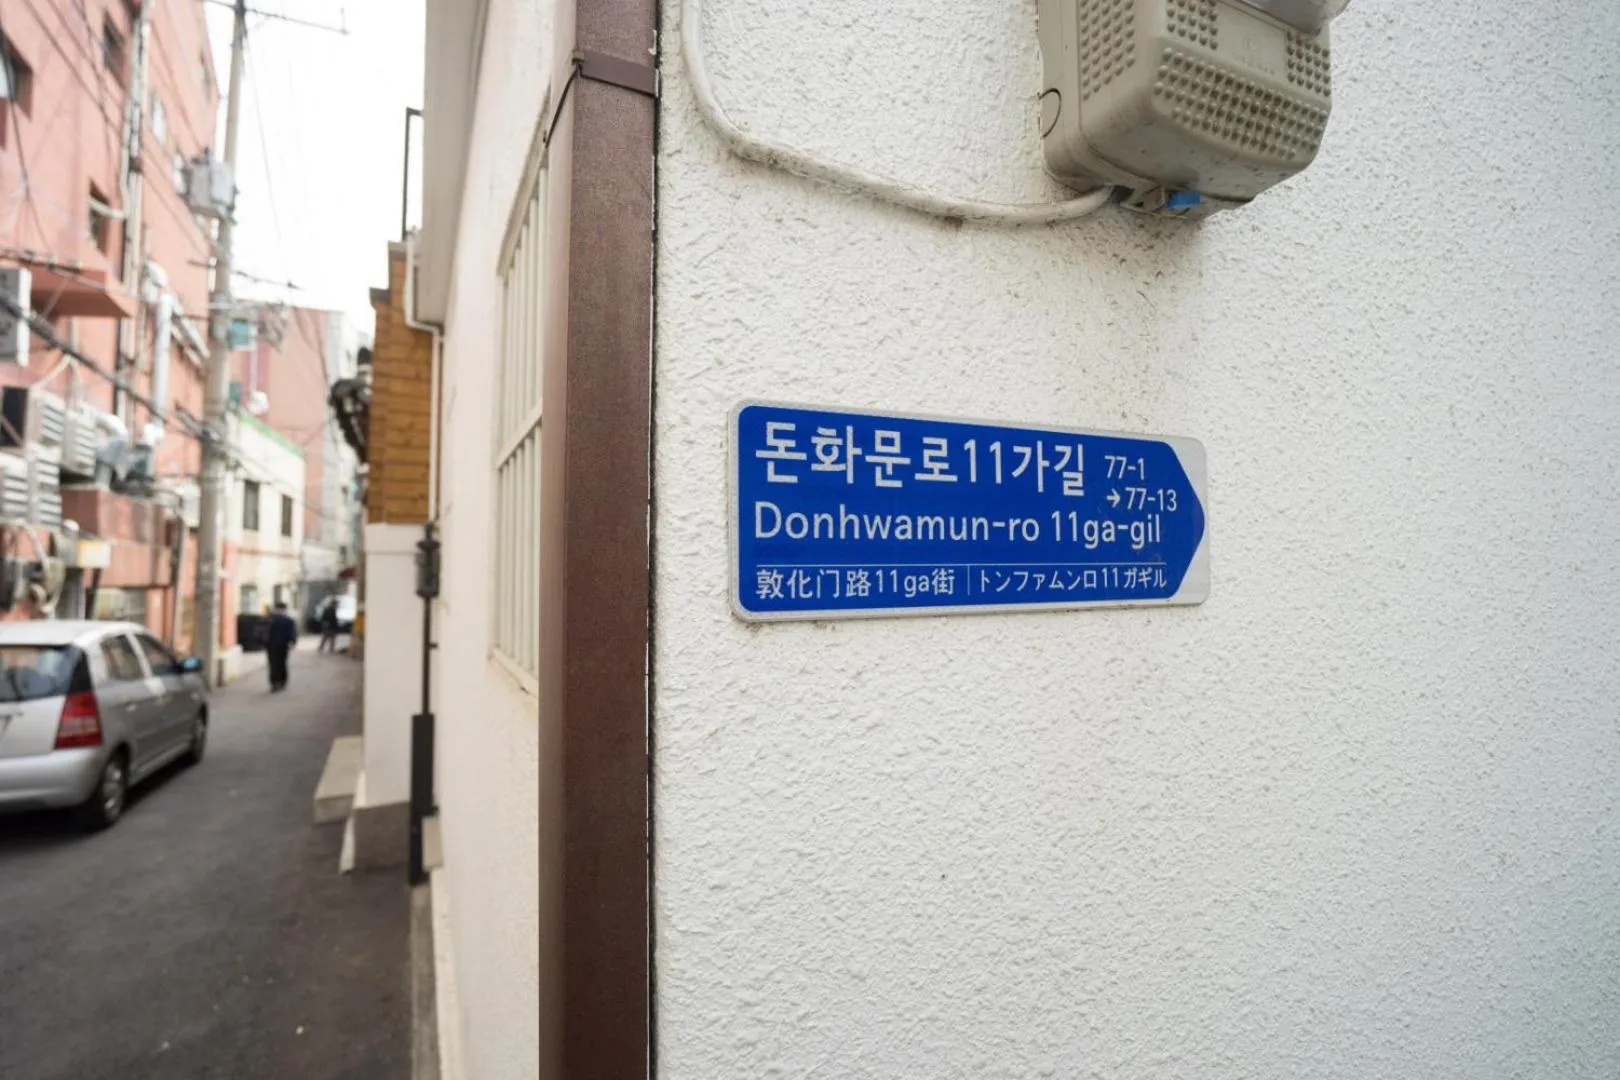 돈화문로11가길 77-1
→77-13
Donhwamun-ro 11ga-gil
敦化门路11ga街 | トンファムンロ11ガギル